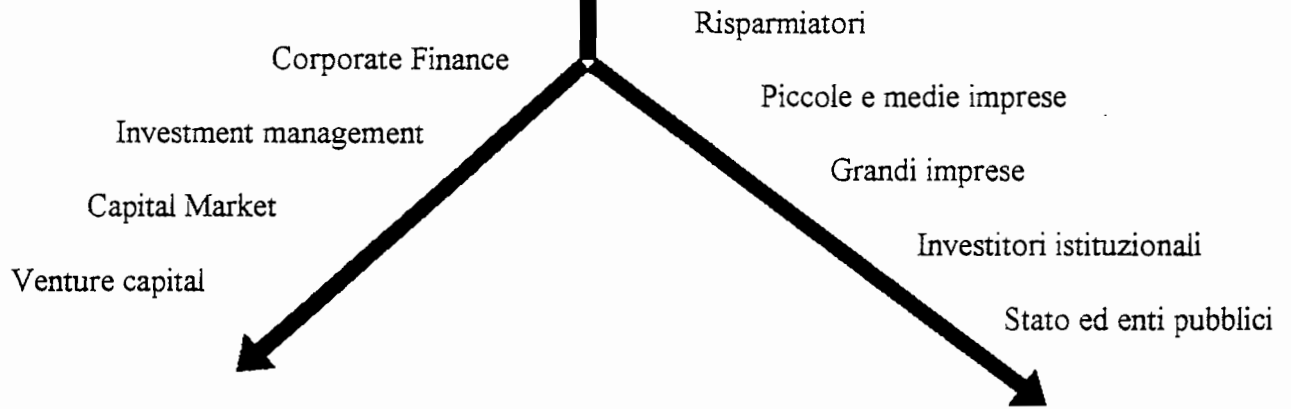 Risparmiatori
Corporate Finance
Piccole e medie imprese
Investment management
Grandi imprese
Capital Market
Investitori istituzionali
Venture capital
Stato ed enti pubblici